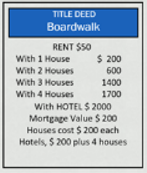 TITLE DEED
Boardwalk
RENT $50
With 1 House $ 200
With 2 Houses 600
With 3 Houses 1400
With 4 Houses 1700
With HOTEL $ 2000
Mortgage Value $ 200
Houses cost $ 200 each
Hotels, $ 200 plus 4 houses